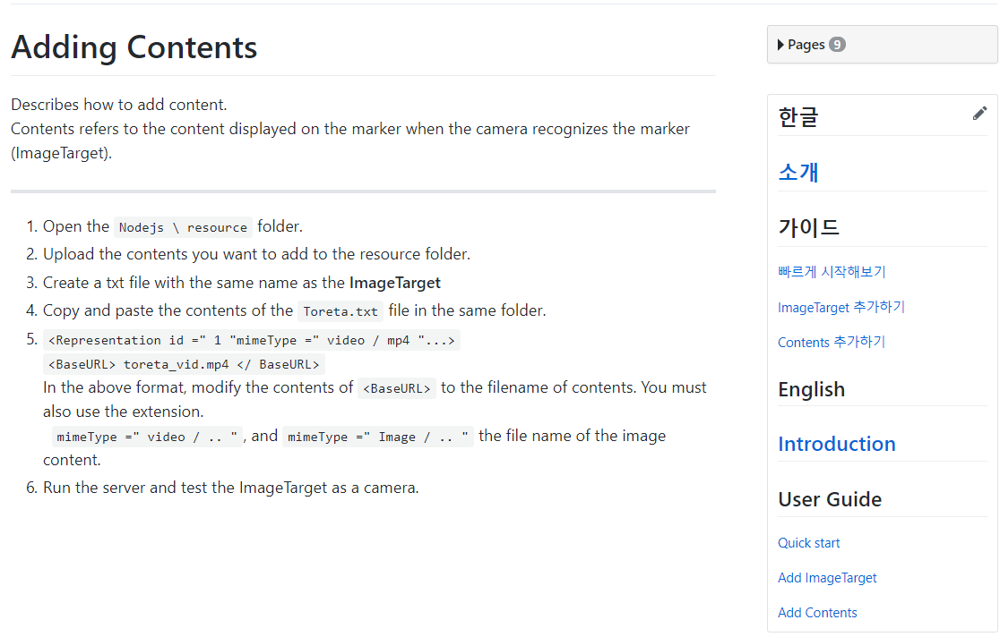 Adding Contents
Describes how to add content.
Contents refers to the content displayed on the marker when the camera recognizes the marker
(ImageTarget).
1. Open the Nodejs \ resource folder.
2. Upload the contents you want to add to the resource folder.
3. Create a txt file with the same name as the ImageTarget
4. Copy and paste the contents of the Toreta.txt file in the same folder.
5. <Representation id =" 1 "mimeType =" video / mp4 "...>
<BaseURL> toreta_vid.mp4 </ BaseURL>
In the above format, modify the contents of <BaseURL> to the filename of contents. You must
also use the extension.
mimeType =" video / .. ", and mimeType =" Image / .. " the file name of the image
content.
6. Run the server and test the ImageTarget as a camera.
Pages 9
한글
소개
가이드
빠르게 시작해보기
ImageTarget 추가하기
Contents 추가하기
English
Introduction
User Guide
Quick start
Add ImageTarget
Add Contents